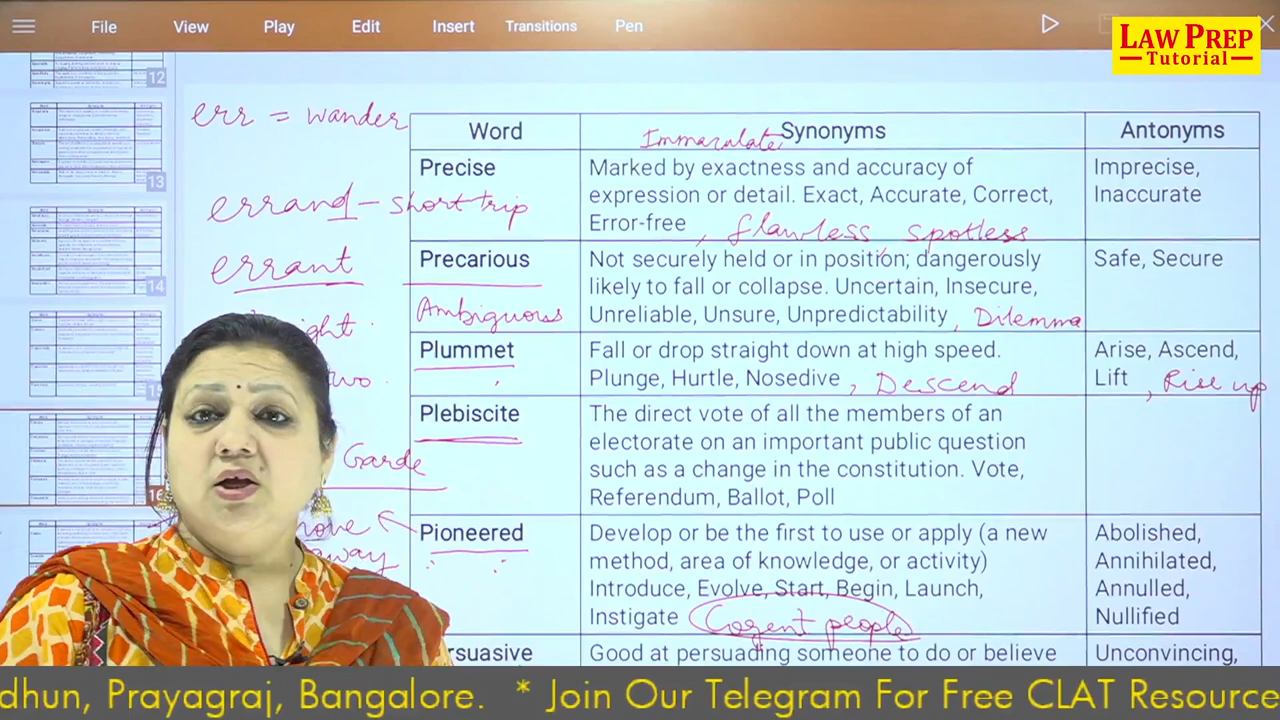 File View Play Edit Insert Transitions Pen
LAW PREP
Tutorial
12
13
14
16
err = wander
errand - short trip
errant
Word Synonyms Antonyms
Precise Marked by exactness and accuracy of Imprecise,
expression or detail. Exact, Accurate, Correct, Inaccurate
Error-free
Precarious Not securely held in position; dangerously Safe, Secure
likely to fall or collapse. Uncertain, Insecure,
Unreliable, Unsure, Unpredictability Dilemma
Plummet Fall or drop straight down at high speed. Arise, Ascend,
Plunge, Hurtle, Nosedive, Descend Lift , Rise up
Plebiscite The direct vote of all the members of an
electorate on an important public question
such as a change in the constitution. Vote,
Referendum, Ballot, Poll
Pioneered Develop or be the first to use or apply (a new Abolished,
method, area of knowledge, or activity) Annihilated,
Introduce, Evolve, Start, Begin, Launch, Annulled,
Instigate Cogent people Nullified
rsuasive Good at persuading someone to do or believe Unconvincing,
away
dhun, Prayagraj, Bangalore. * Join Our Telegram For Free CLAT Resource